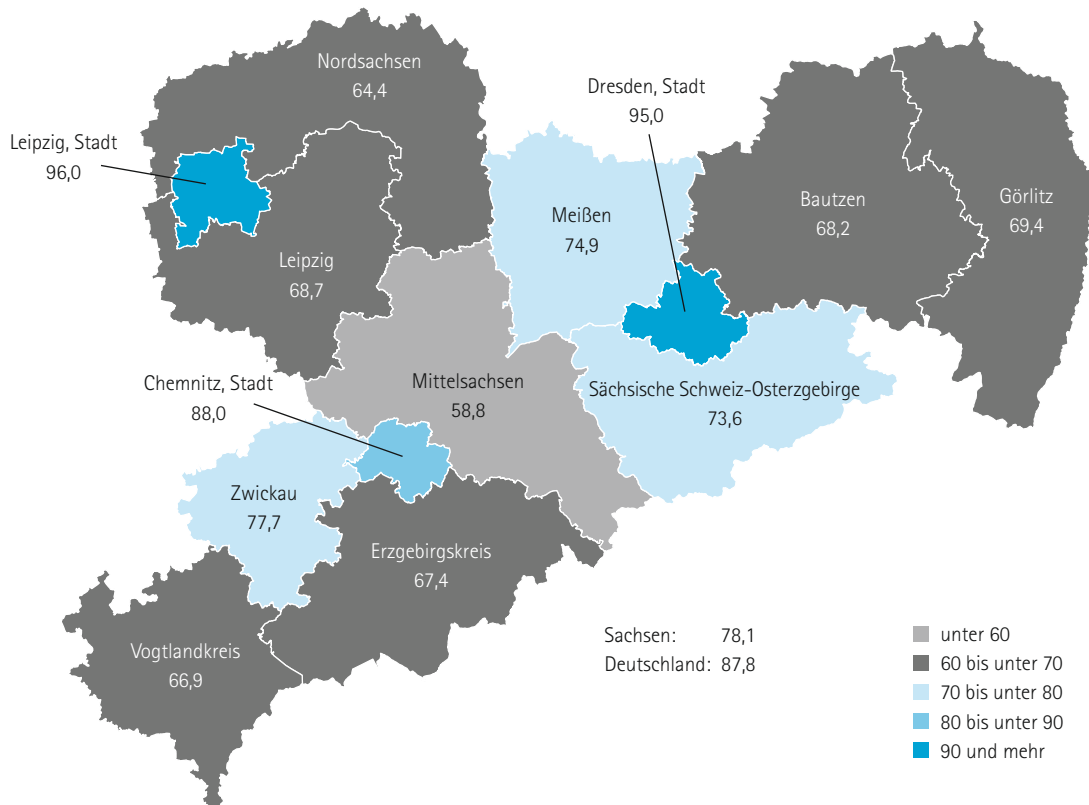 Nordsachsen
64,4
Dresden, Stadt
95,0
Leipzig, Stadt
96,0
Meißen
74,9
Bautzen
68,2
Görlitz
69,4
Leipzig
68,7
Chemnitz, Stadt
88,0
Mittelsachsen
58,8
Sächsische Schweiz-Osterzgebirge
73,6
Zwickau
77,7
Erzgebirgskreis
67,4
Vogtlandkreis
66,9
Sachsen: 78,1
Deutschland: 87,8
unter 60
60 bis unter 70
70 bis unter 80
80 bis unter 90
90 und mehr